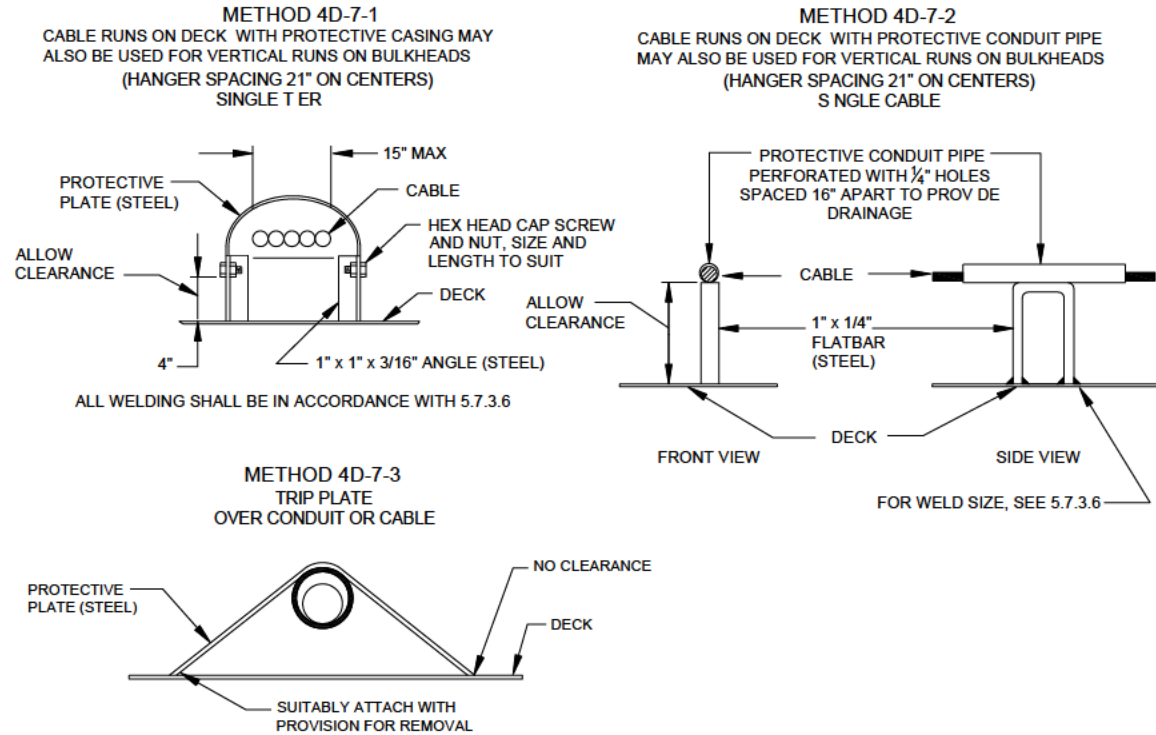 METHOD 4D-7-1
CABLE RUNS ON DECK WITH PROTECTIVE CASING MAY
ALSO BE USED FOR VERTICAL RUNS ON BULKHEADS
(HANGER SPACING 21" ON CENTERS)
SINGLE T ER
15" MAX
PROTECTIVE
PLATE (STEEL)
CABLE
HEX HEAD CAP SCREW
AND NUT, SIZE AND
LENGTH TO SUIT
ALLOW
CLEARANCE
DECK
4"
1" x 1" x 3/16" ANGLE (STEEL)
ALL WELDING SHALL BE IN ACCORDANCE WITH 5.7.3.6
METHOD 4D-7-2
CABLE RUNS ON DECK WITH PROTECTIVE CONDUIT PIPE
MAY ALSO BE USED FOR VERTICAL RUNS ON BULKHEADS
(HANGER SPACING 21" ON CENTERS)
S NGLE CABLE
PROTECTIVE CONDUIT PIPE
PERFORATED WITH ¼" HOLES
SPACED 16" APART TO PROV DE
DRAINAGE
CABLE
ALLOW
CLEARANCE
1" x 1/4"
FLATBAR
(STEEL)
DECK
FRONT VIEW
SIDE VIEW
FOR WELD SIZE, SEE 5.7.3.6
METHOD 4D-7-3
TRIP PLATE
OVER CONDUIT OR CABLE
PROTECTIVE
PLATE (STEEL)
NO CLEARANCE
DECK
SUITABLY ATTACH WITH
PROVISION FOR REMOVAL